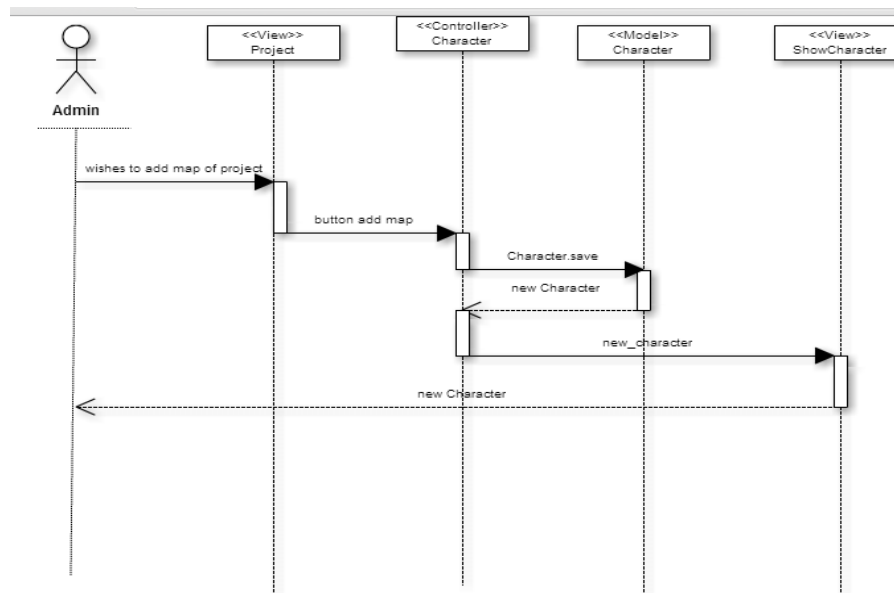 <<View>>
Project
<<Controller>>
Character
<<Model>>
Character
<<View>>
ShowCharacter
Admin
wishes to add map of project
button add map
Character.save
new Character
new_character
new Character